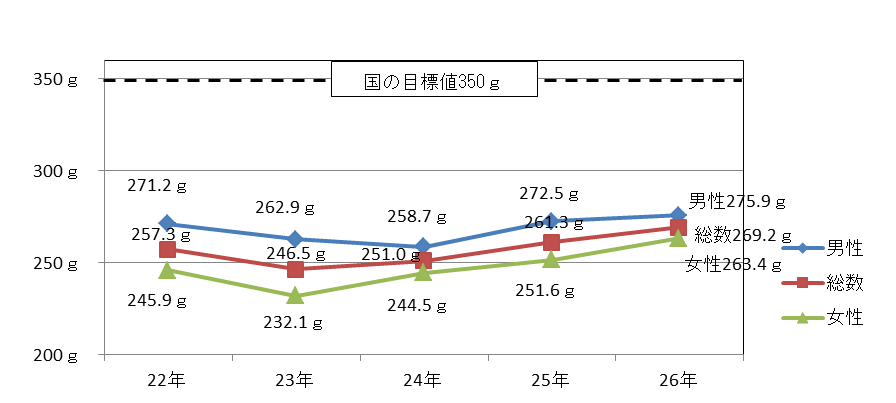 350ｇ
国の目標値350ｇ
300ｇ
271.2ｇ
262.9ｇ
258.7ｇ
272.5ｇ
男性275.9ｇ
257.3ｇ
246.5ｇ
251.0ｇ
261.3ｇ
総数269.2ｇ
250ｇ
245.9ｇ
232.1ｇ
244.5ｇ
251.6ｇ
女性263.4ｇ
男性
総数
女性
200ｇ
22年
23年
24年
25年
26年